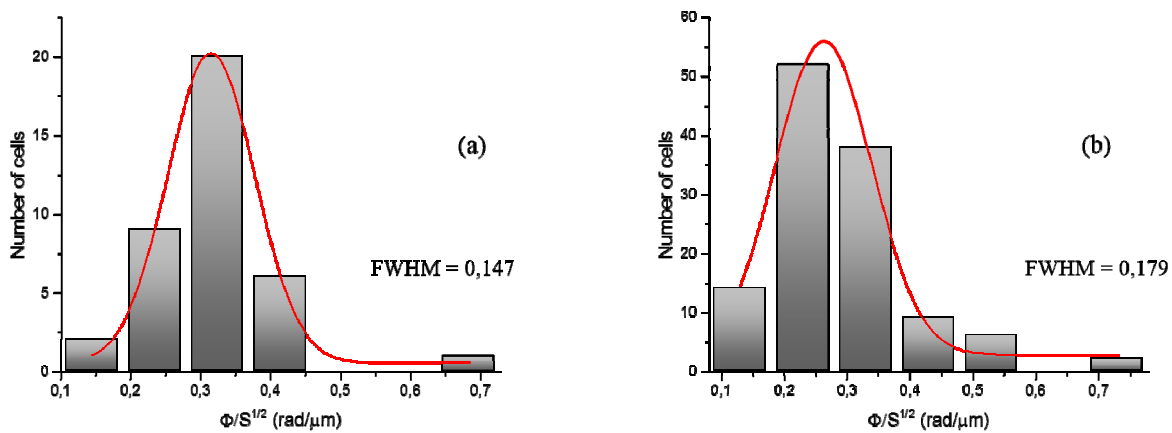 20
15
10
5
0
Number of cells
(a)
FWHM = 0,147
0,1 0,2 0,3 0,4 0,5 0,6 0,7
Φ/S^1/2 (rad/μm)
60
50
40
30
20
10
0
Number of cells
(b)
FWHM = 0,179
0,1 0,2 0,3 0,4 0,5 0,6 0,7
Φ/S^1/2 (rad/μm)